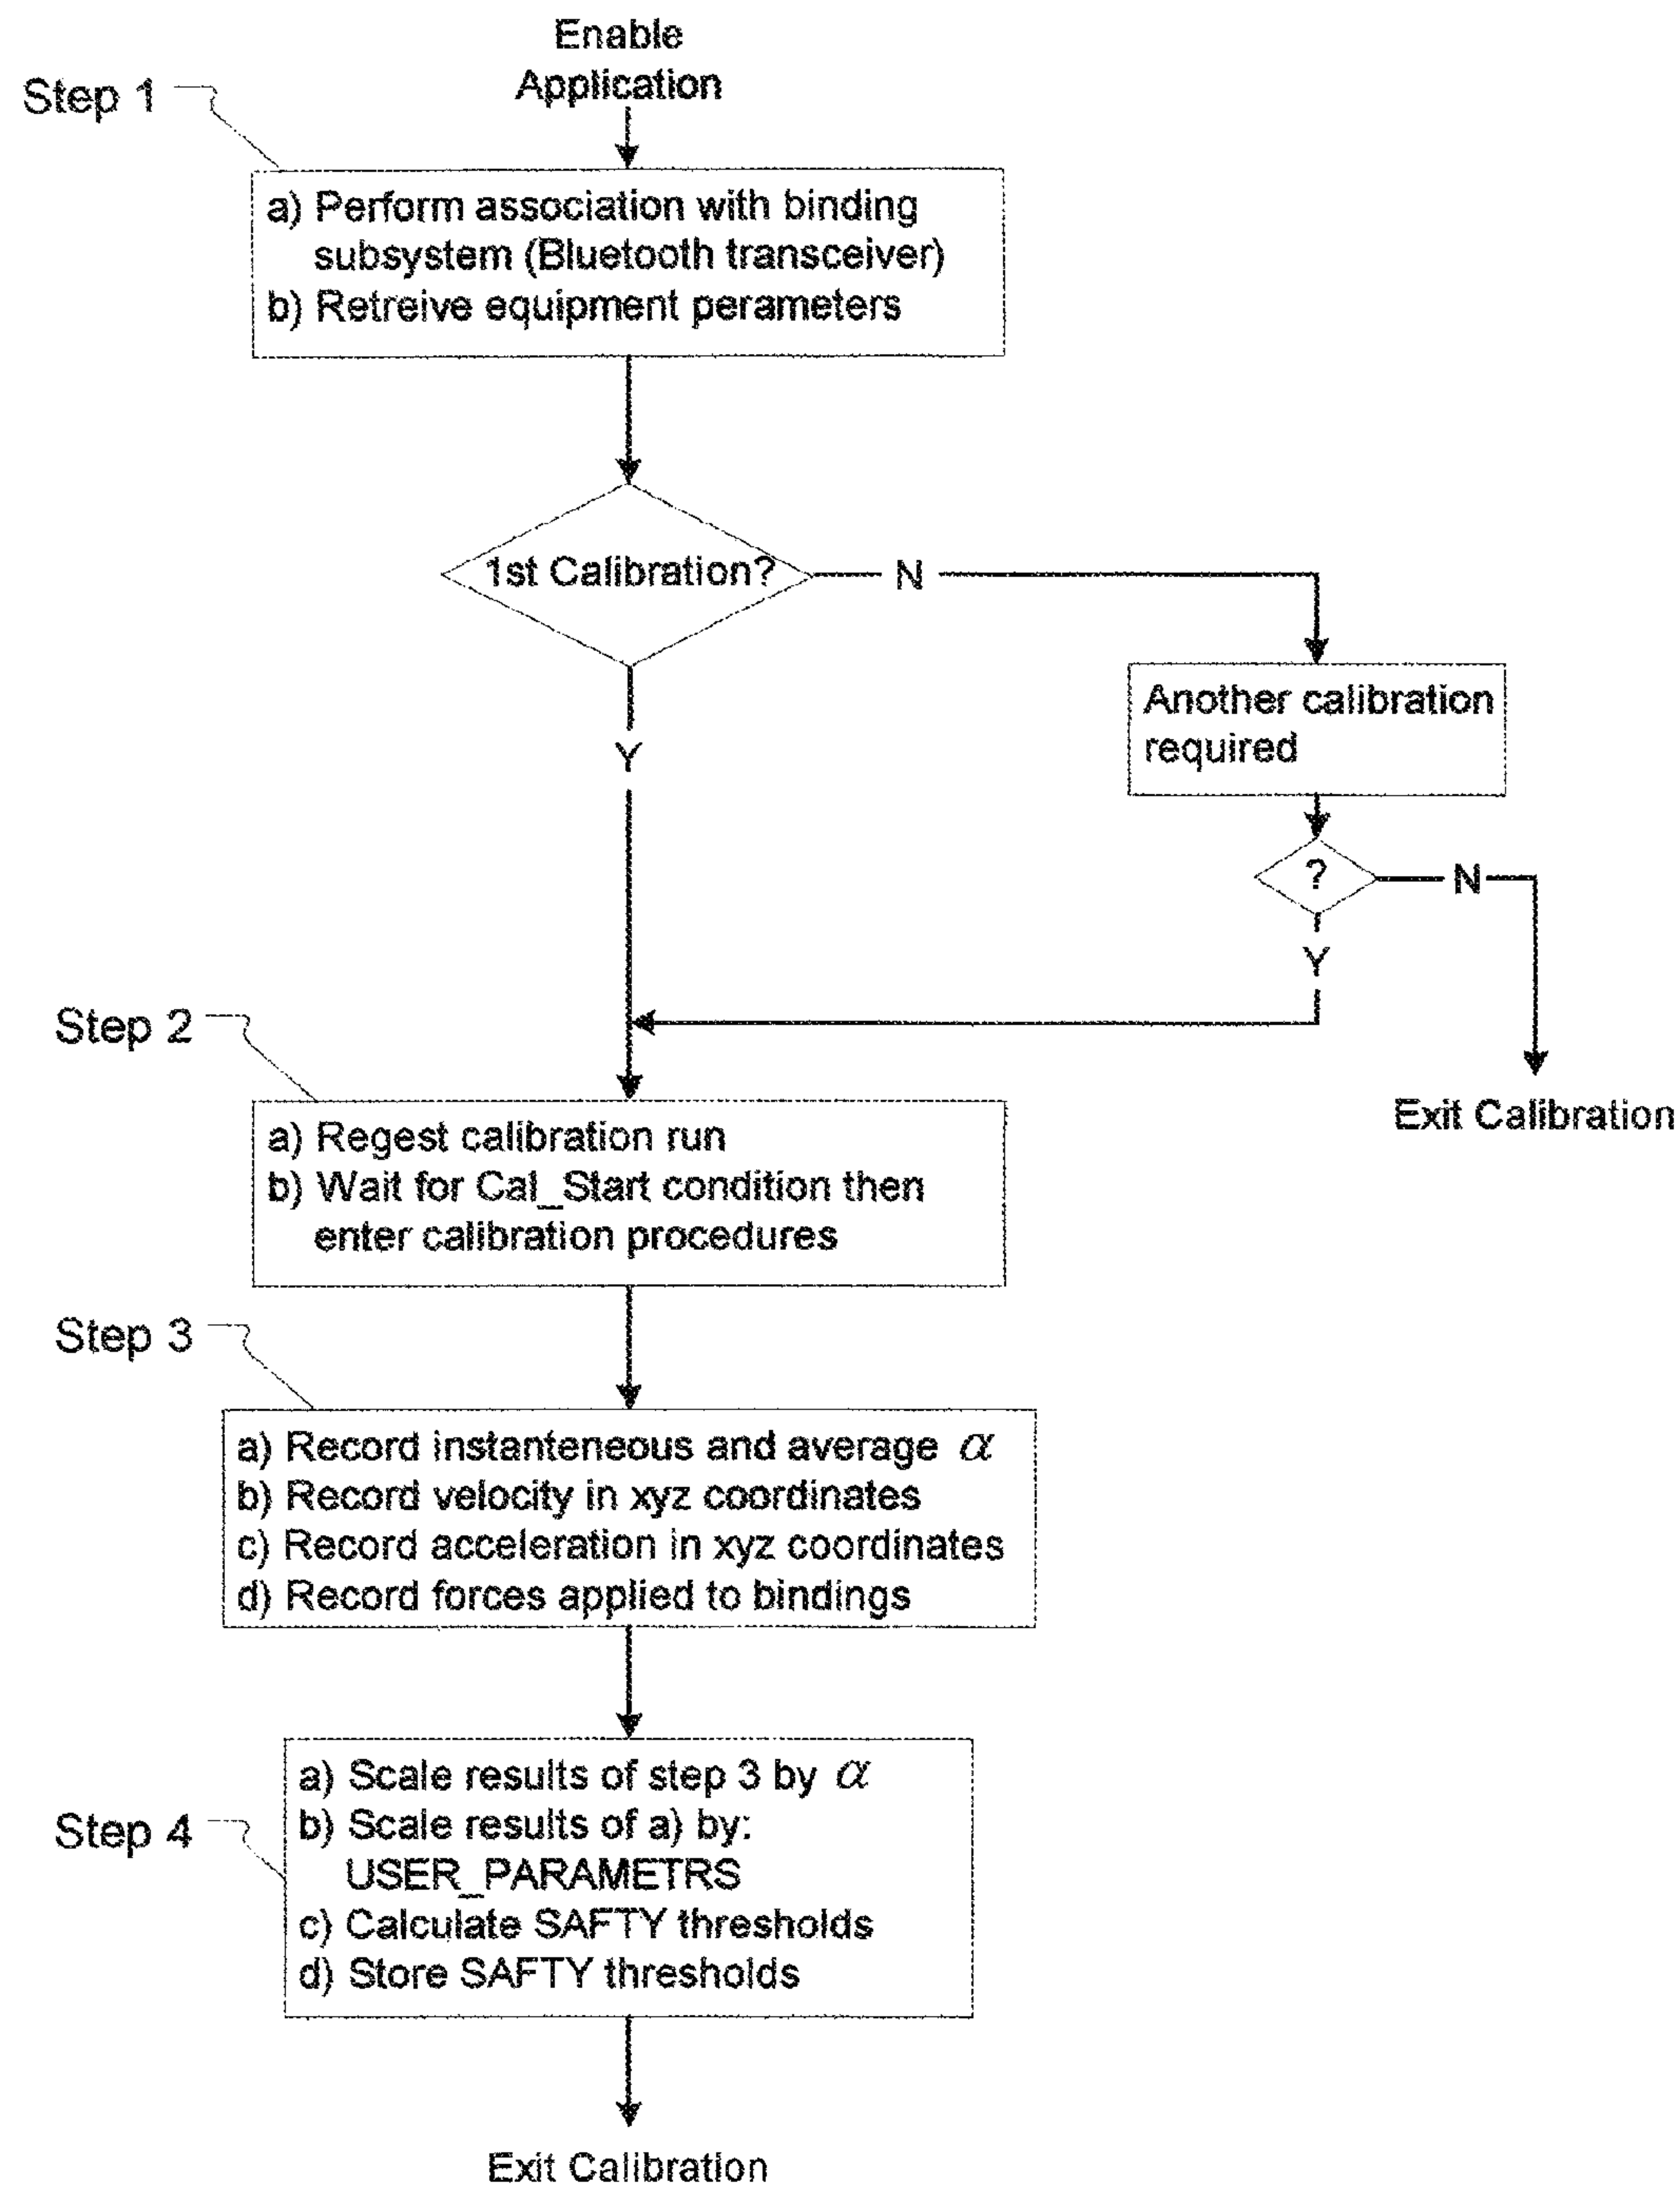 Enable
Application
Step 1
a) Perform association with binding
subsystem (Bluetooth transceiver)
b) Retreive equipment perameters
1st Calibration?
N
Y
Another calibration
required
?
N
Y
Exit Calibration
Step 2
a) Regest calibration run
b) Wait for Cal_Start condition then
enter calibration procedures
Step 3
a) Record instanteneous and average α
b) Record velocity in xyz coordinates
c) Record acceleration in xyz coordinates
d) Record forces applied to bindings
Step 4
a) Scale results of step 3 by α
b) Scale results of a) by:
USER_PARAMETRS
c) Calculate SAFTY thresholds
d) Store SAFTY thresholds
Exit Calibration